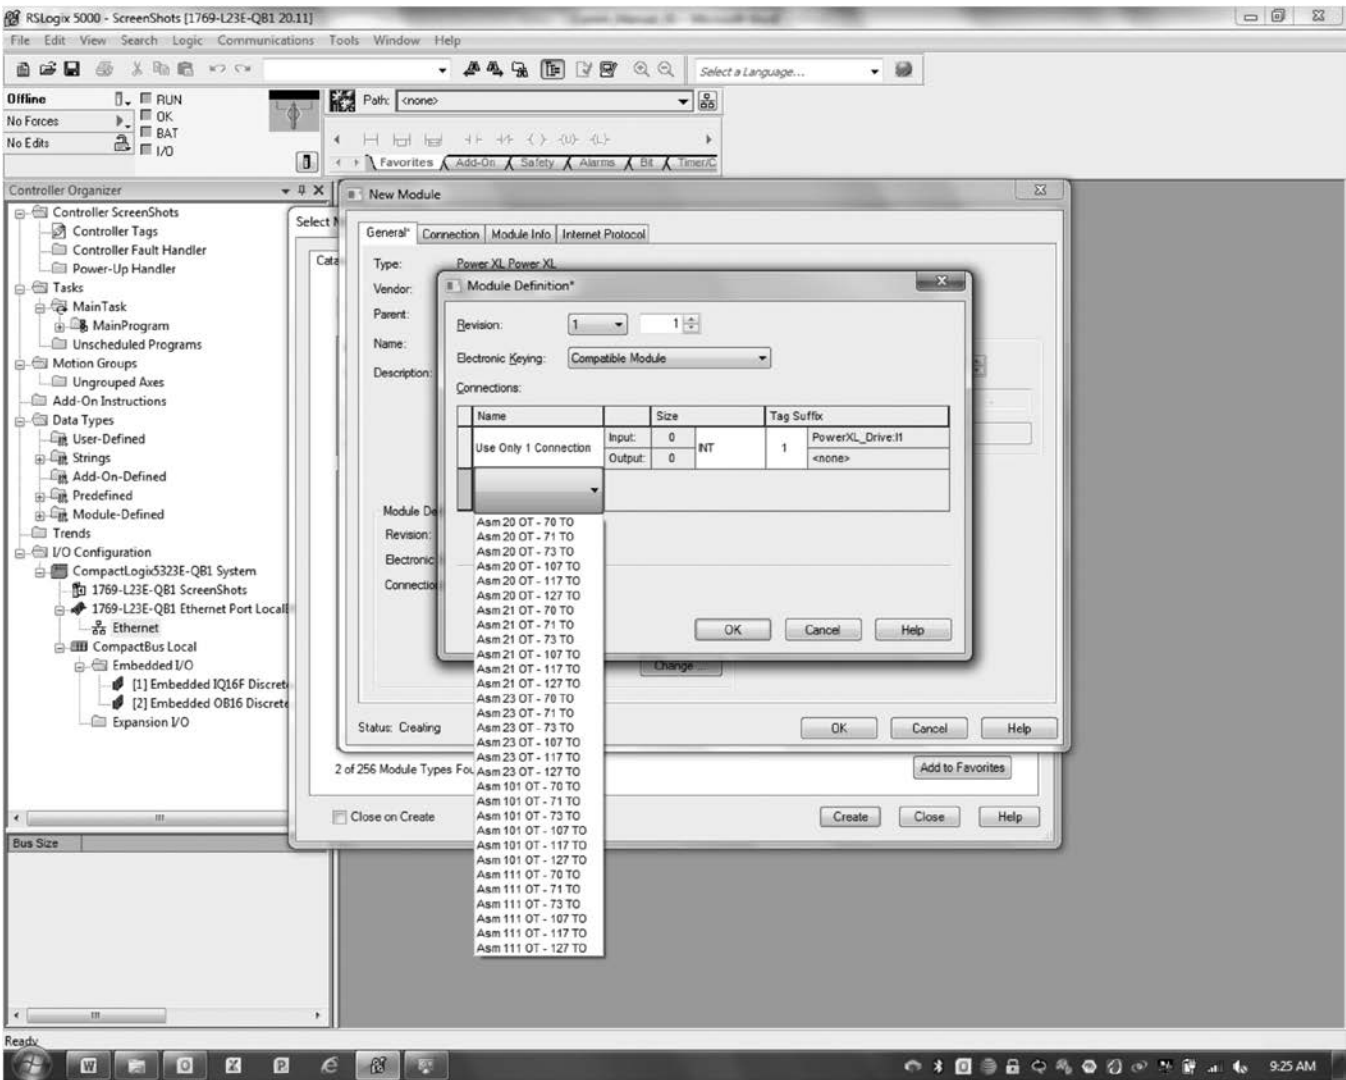 RSLogix 5000 - ScreenShots [1769-L23E-QB1 20.11]
File Edit View Search Logic Communications Tools Window Help
Select a Language...
Offline
RUN
Path: <none>
No Forces
OK
No Edits
BAT
I/O
Favorites Add-On Safety Alarms Bit Timer/C
Controller Organizer
Controller ScreenShots
Controller Tags
Controller Fault Handler
Power-Up Handler
Tasks
MainTask
MainProgram
Unscheduled Programs
Motion Groups
Ungrouped Axes
Add-On Instructions
Data Types
User-Defined
Strings
Add-On-Defined
Predefined
Module-Defined
Trends
I/O Configuration
CompactLogix5323E-QB1 System
1769-L23E-QB1 ScreenShots
1769-L23E-QB1 Ethernet Port LocalE
Ethernet
CompactBus Local
Embedded I/O
[1] Embedded IQ16F Discrete
[2] Embedded OB16 Discrete
Expansion I/O
Bus Size
Select
Cata
New Module
General* Connection Module Info Internet Protocol
Type: Power XL Power XL
Vendor:
Parent:
Name:
Description:
Module De
Revision:
Electronic
Connectio
Change ...
Status: Creating
OK Cancel Help
Module Definition*
Revision: 1 1
Electronic Keying: Compatible Module
Connections:
Name Size Tag Suffix
Use Only 1 Connection Input: 0 INT 1 PowerXL_Drive:I1
Output: 0 <none>
Asm 20 OT - 70 TO
Asm 20 OT - 71 TO
Asm 20 OT - 73 TO
Asm 20 OT - 107 TO
Asm 20 OT - 117 TO
Asm 20 OT - 127 TO
Asm 21 OT - 70 TO
Asm 21 OT - 71 TO
Asm 21 OT - 73 TO
Asm 21 OT - 107 TO
Asm 21 OT - 117 TO
Asm 21 OT - 127 TO
Asm 23 OT - 70 TO
Asm 23 OT - 71 TO
Asm 23 OT - 73 TO
Asm 23 OT - 107 TO
Asm 23 OT - 117 TO
Asm 23 OT - 127 TO
Asm 101 OT - 70 TO
Asm 101 OT - 71 TO
Asm 101 OT - 73 TO
Asm 101 OT - 107 TO
Asm 101 OT - 117 TO
Asm 101 OT - 127 TO
Asm 111 OT - 70 TO
Asm 111 OT - 71 TO
Asm 111 OT - 73 TO
Asm 111 OT - 107 TO
Asm 111 OT - 117 TO
Asm 111 OT - 127 TO
OK Cancel Help
2 of 256 Module Types Fou
Add to Favorites
Close on Create
Create Close Help
Ready
9:25 AM